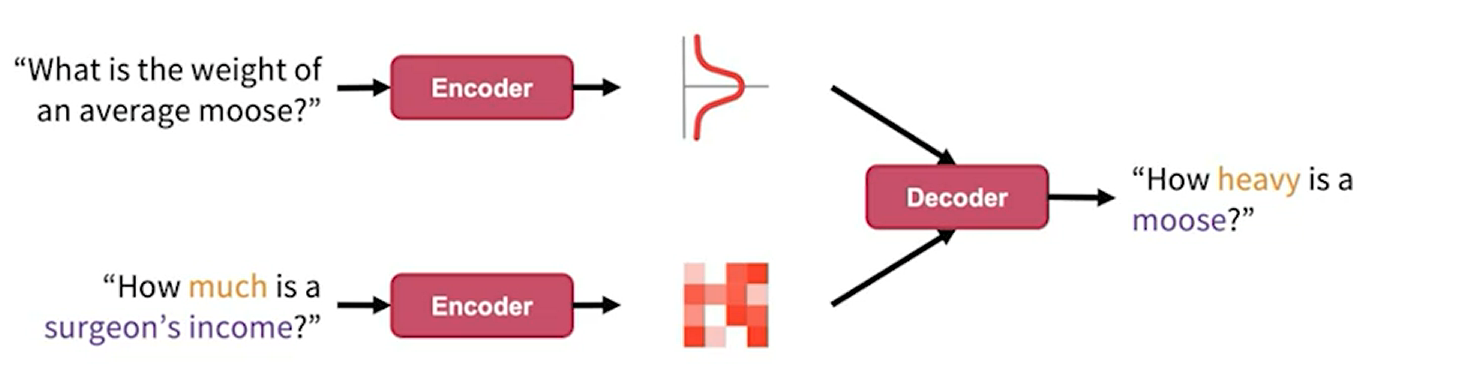 “What is the weight of
an average moose?”
Encoder
“How much is a
surgeon’s income?”
Encoder
Decoder
“How heavy is a
moose?”